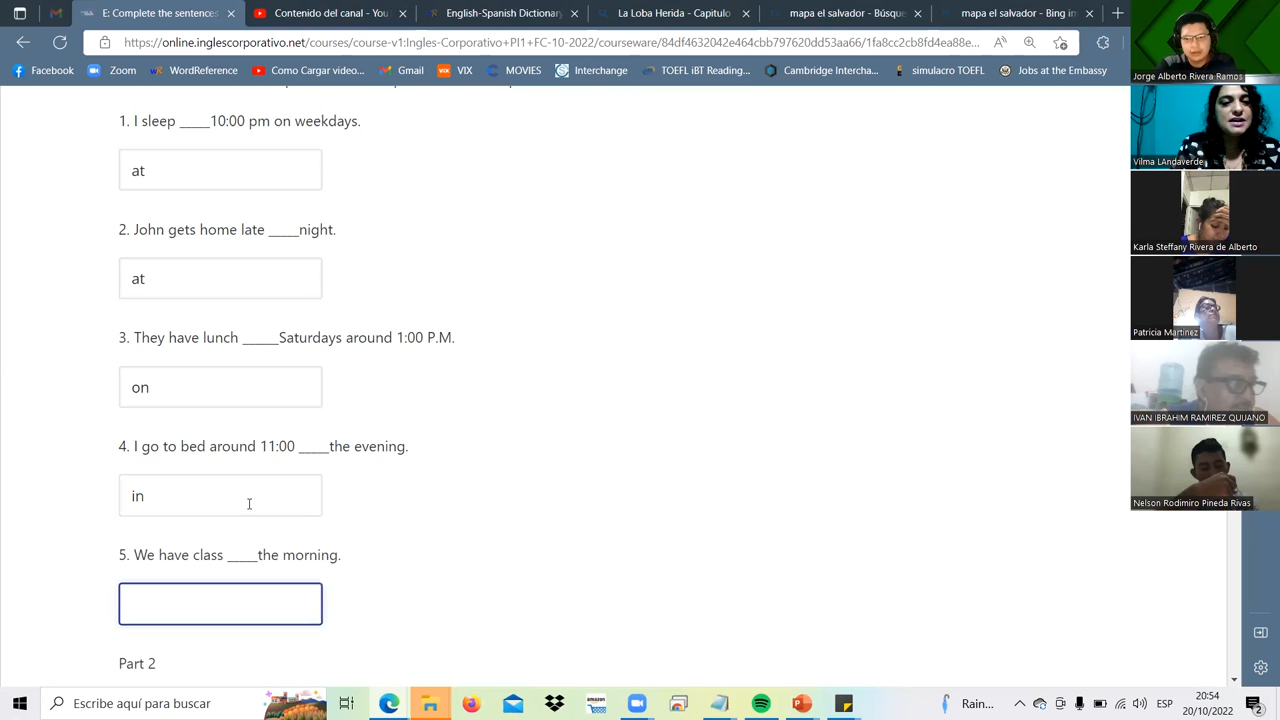 E: Complete the sentences
Contenido del canal - You
English-Spanish Dictionary
La Loba Herida - Capitulo
mapa el salvador - Búsque
mapa el salvador - Bing im
https://online.inglescorporativo.net/courses/course-v1:Ingles-Corporativo+PI1+FC-10-2022/courseware/84df4632042e464cbb797620dd53aa66/1fa8cc2cb8fd4ea88e...
Facebook
Zoom
WordReference
Como Cargar video...
Gmail
VIX
MOVIES
Interchange
TOEFL iBT Reading...
Cambridge Intercha...
simulacro TOEFL
Jobs at the Embassy
1. I sleep _____10:00 pm on weekdays.
at
2. John gets home late _____night.
at
3. They have lunch ______Saturdays around 1:00 P.M.
on
4. I go to bed around 11:00 _____the evening.
in
5. We have class _____the morning.
Part 2
Jorge Alberto Rivera Ramos
Vilma LAndaverde
Karla Steffany Rivera de Alberto
Patricia Martinez
IVAN IBRAHIM RAMIREZ QUIJANO
Nelson Rodimiro Pineda Rivas
Escribe aquí para buscar
amazon
Rain...
ESP
20:54
20/10/2022
2